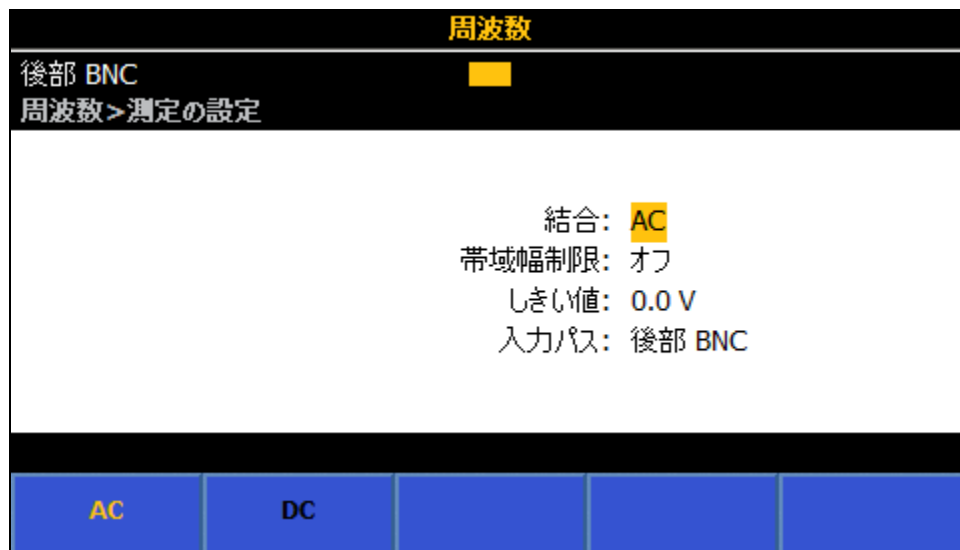 周波数
後部 BNC
周波数>測定の設定
結合: AC
帯域幅制限: オフ
しきい値: 0.0 V
入力パス: 後部 BNC
AC DC